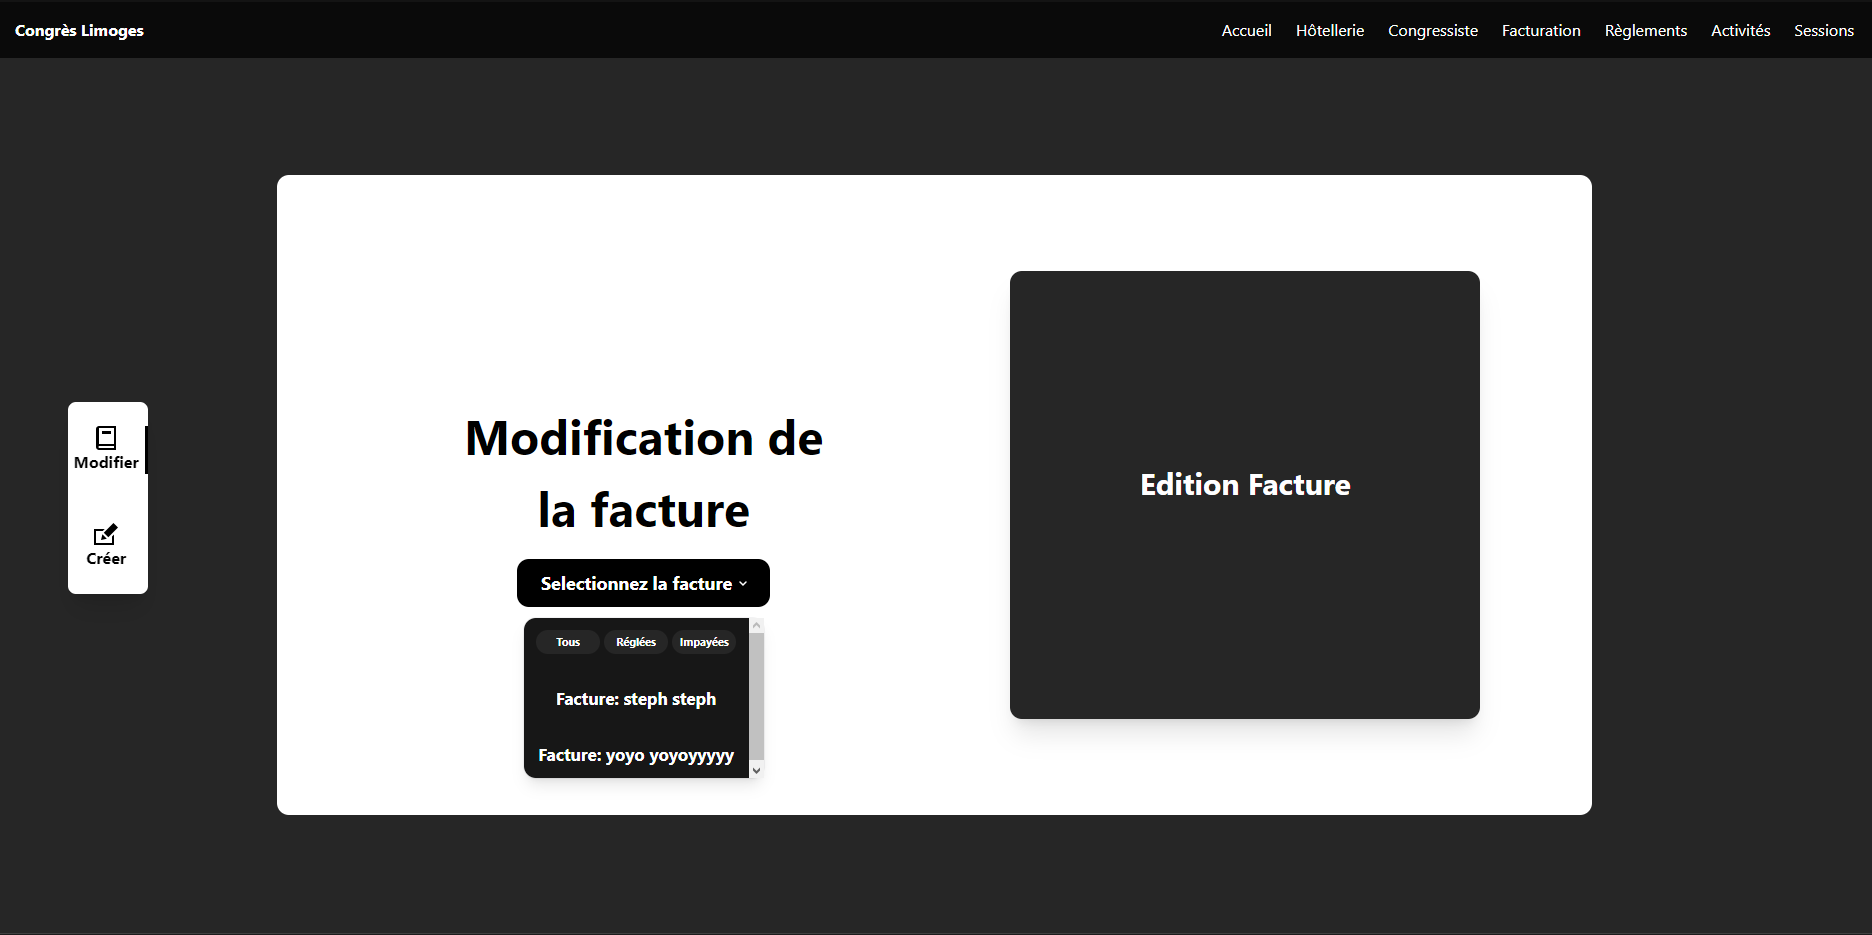 Congrès Limoges
Accueil Hôtellerie Congressiste Facturation Règlements Activités Sessions
Modifier
Créer
Modification de
la facture
Selectionnez la facture
Tous Réglées Impayées
Facture: steph steph
Facture: yoyo yoyoyyyyy
Edition Facture